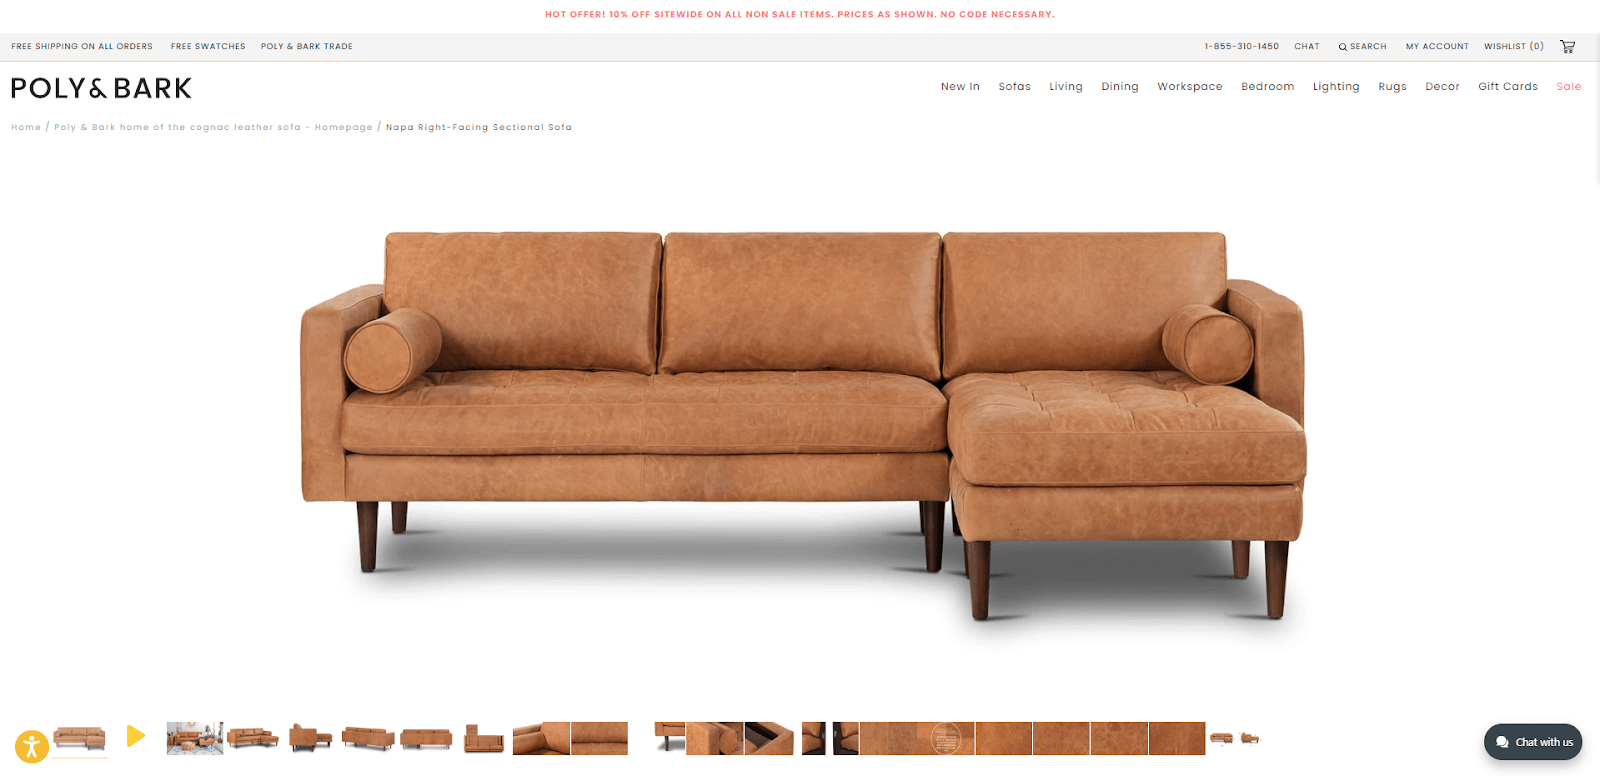 HOT OFFER! 10% OFF SITEWIDE ON ALL NON SALE ITEMS. PRICES AS SHOWN. NO CODE NECESSARY.
FREE SHIPPING ON ALL ORDERS FREE SWATCHES POLY & BARK TRADE 1-855-310-1450 CHAT SEARCH MY ACCOUNT WISHLIST (0)
POLY & BARK New In Sofas Living Dining Workspace Bedroom Lighting Rugs Decor Gift Cards Sale
Home / Poly & Bark home of the cognac leather sofa - Homepage / Napa Right-Facing Sectional Sofa
Chat with us